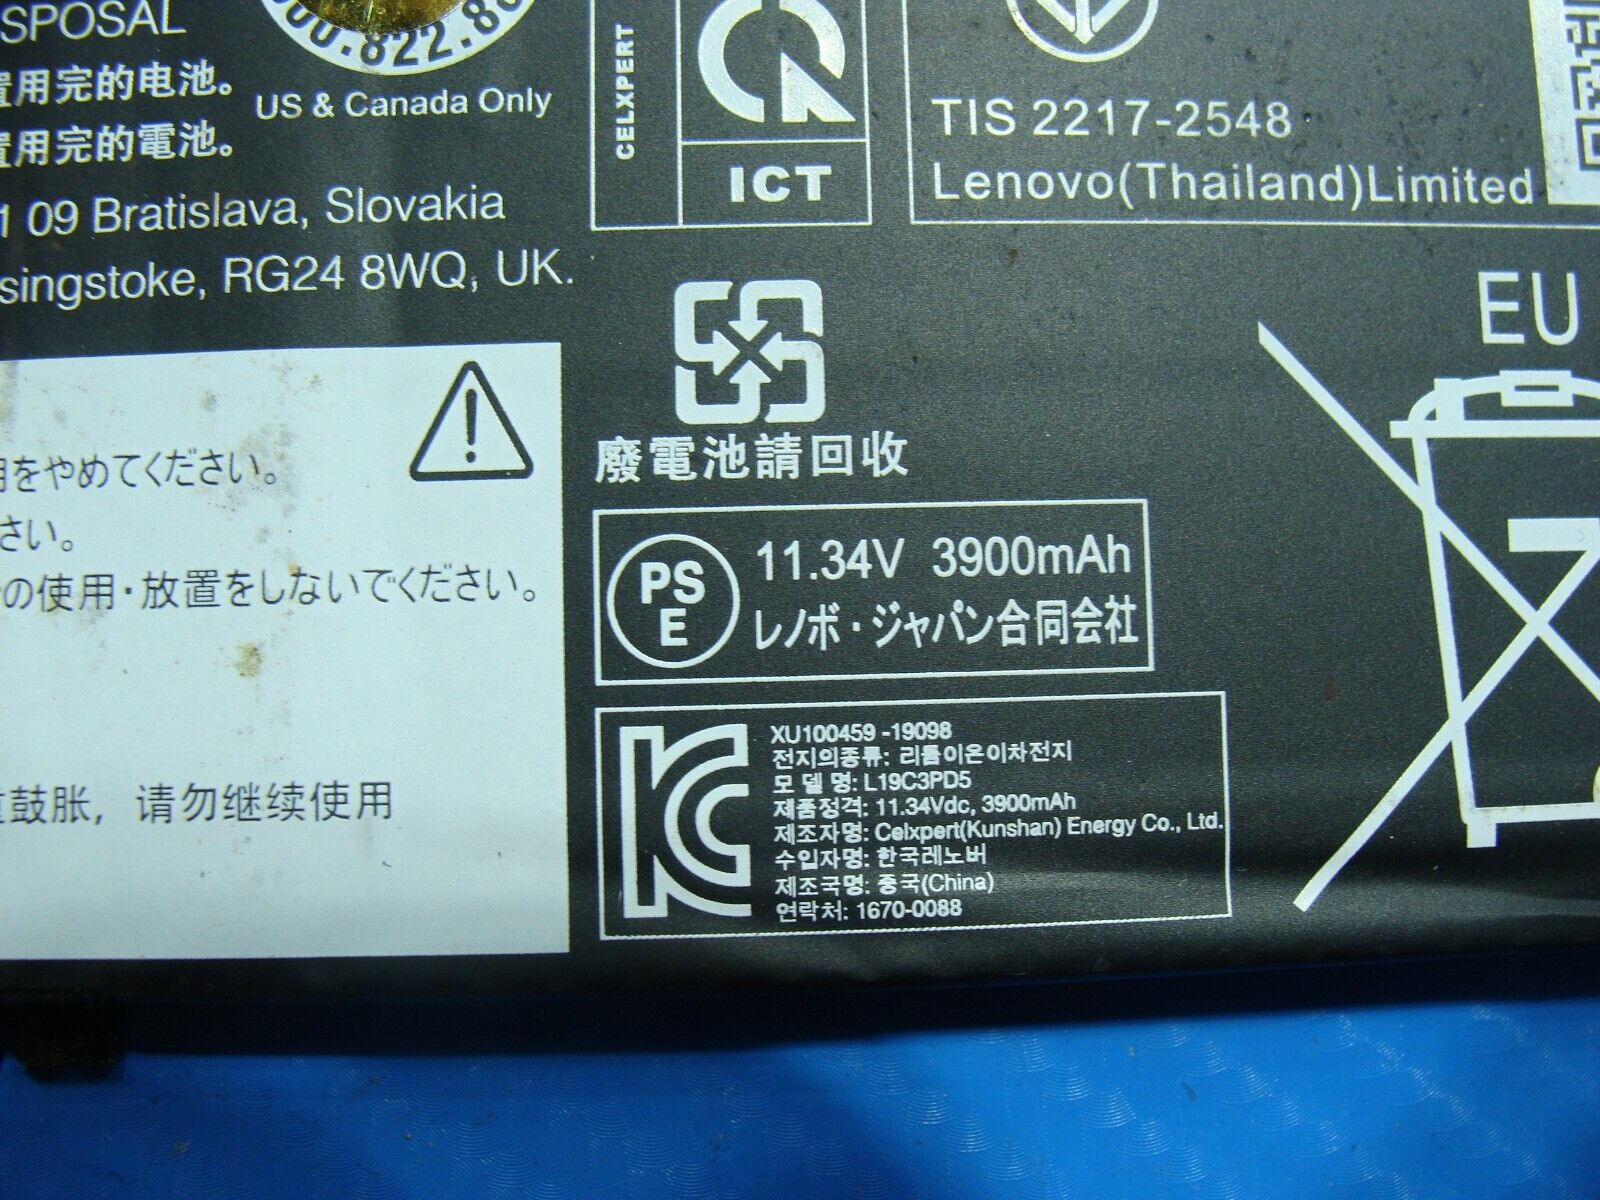 SPOSAL
置用完的电池。
置用完的電池。
822.8
US & Canada Only
1 09 Bratislava, Slovakia
singstoke, RG24 8WQ, UK.
CELXPERT
ICT
TIS 2217-2548
Lenovo(Thailand)Limited
EU
廢電池請回收
用をやめてください。
さい。
の使用・放置をしないでください。
鼓胀，请勿继续使用
PS
E
11.34V 3900mAh
レノボ・ジャパン合同会社
XU100459 -19098
전지의종류: 리튬이온이차전지
모 델 명: L19C3PD5
제품정격: 11.34Vdc, 3900mAh
제조자명: Celxpert(Kunshan) Energy Co., Ltd.
수입자명: 한국레노버
제조국명: 중국(China)
연락처: 1670-0088